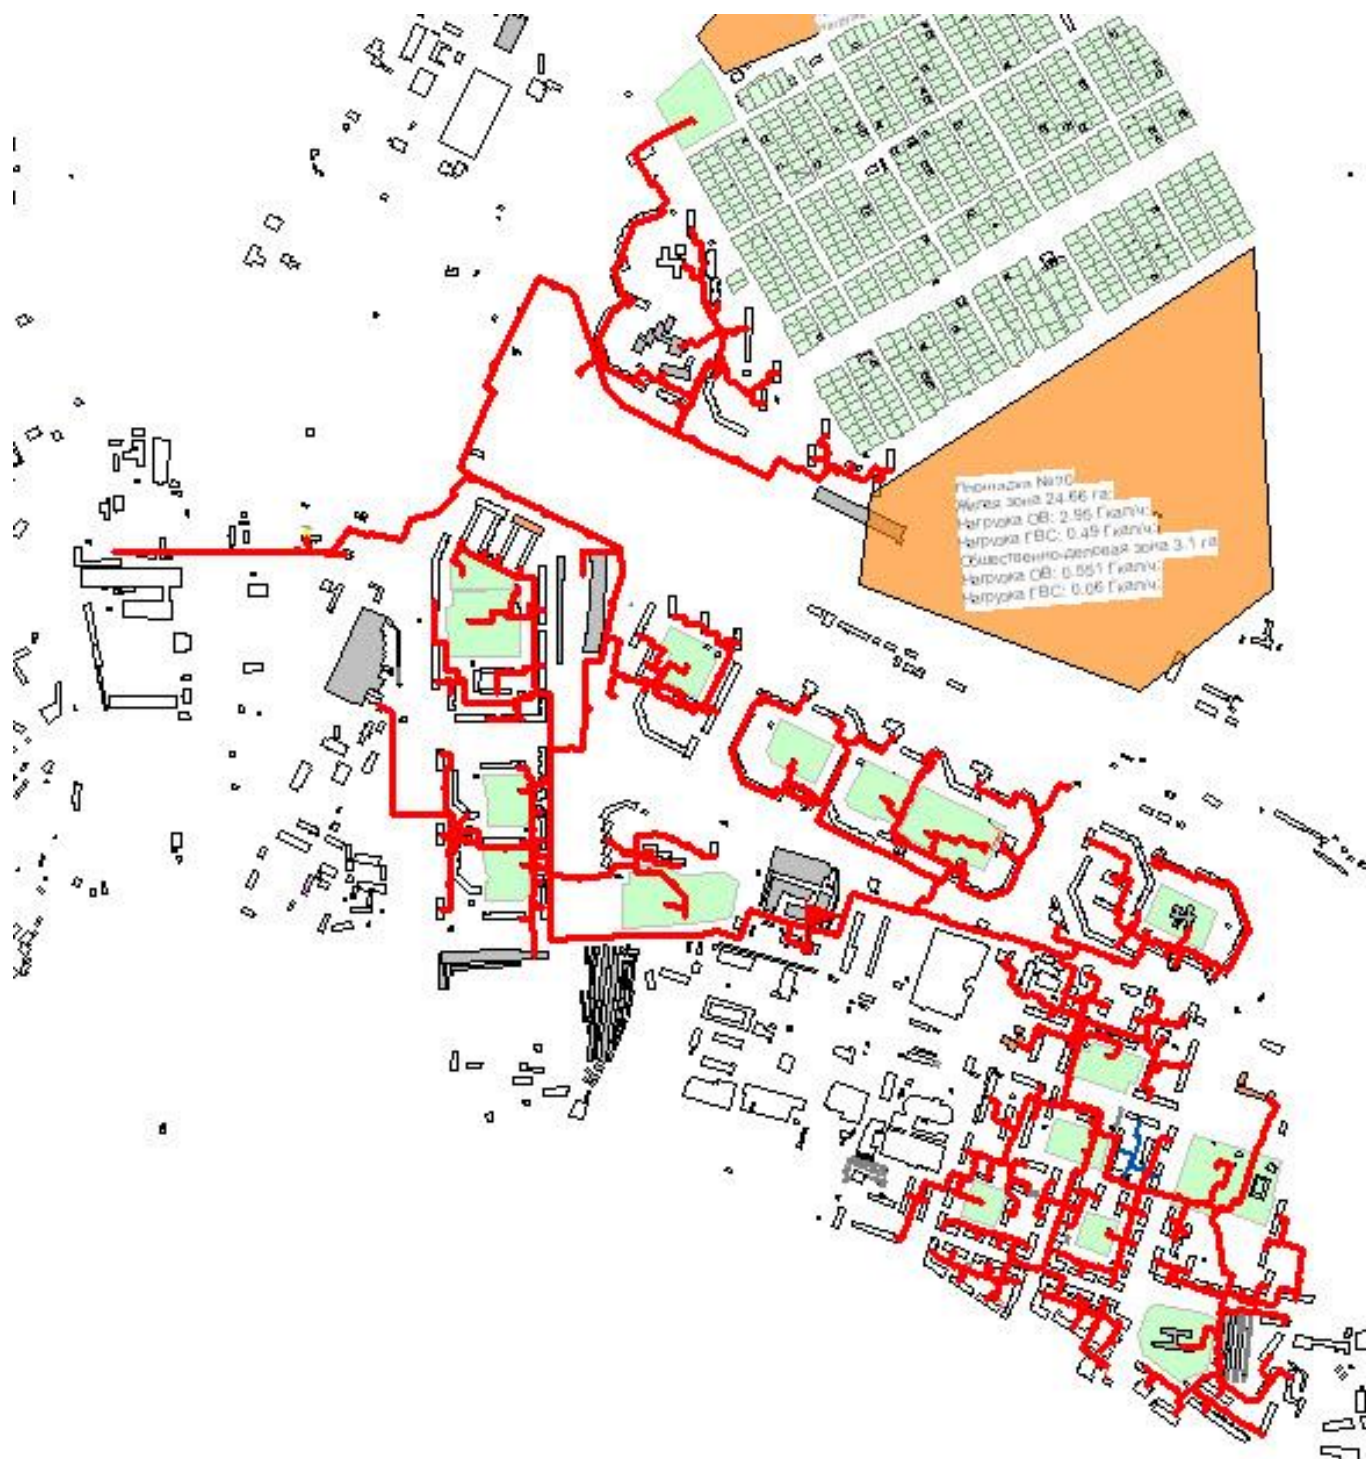 Площадка №10
Жилая зона 24.66 га:
Нагрузка ОВ: 2.95 Гкал/ч;
Нагрузка ГВС: 0.49 Гкал/ч;
Общественно-деловая зона 3.1 га
Нагрузка ОВ: 0.551 Гкал/ч;
Нагрузка ГВС: 0.06 Гкал/ч;